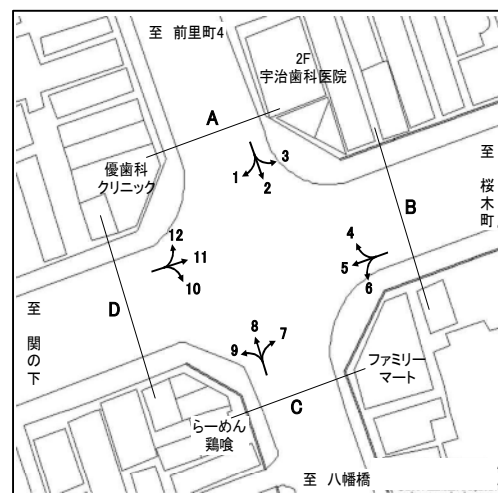 至 前里町4
2F
宇治歯科医院
A
優歯科
クリニック
1
2
3
至
桜
木
町
B
4
5
6
12
11
10
D
至
関
の
下
9
8
7
ファミリー
マート
C
らーめん
鶏喰
至 八幡橋